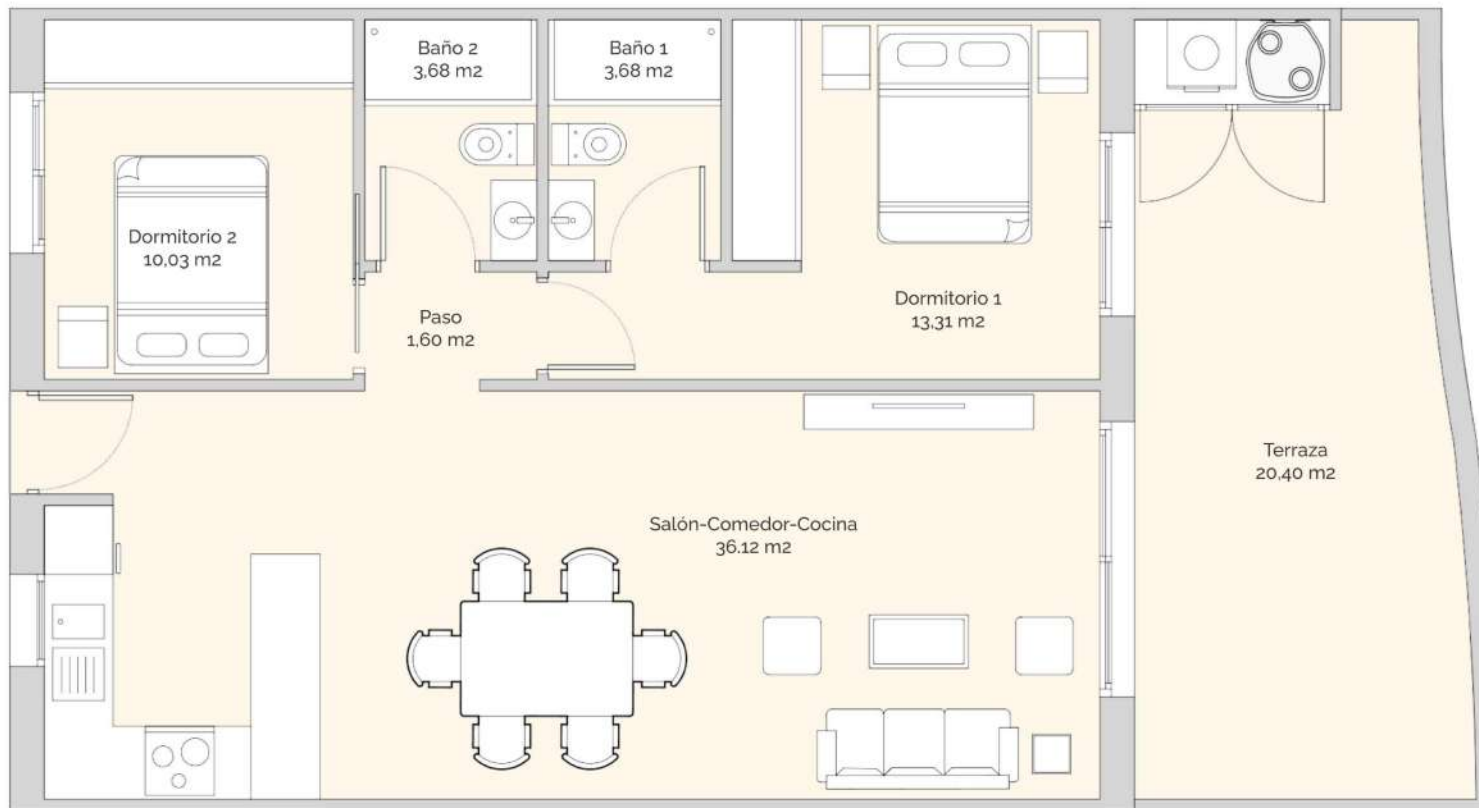 Baño 2
3,68 m2
Baño 1
3,68 m2
Dormitorio 2
10,03 m2
Paso
1,60 m2
Dormitorio 1
13,31 m2
Terraza
20,40 m2
Salón-Comedor-Cocina
36.12 m2